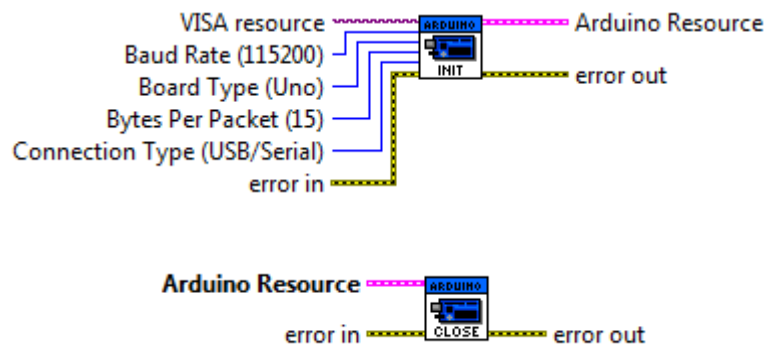 VISA resource
Baud Rate (115200)
Board Type (Uno)
Bytes Per Packet (15)
Connection Type (USB/Serial)
error in
ARDUINO
INIT
Arduino Resource
error out
Arduino Resource
error in
ARDUINO
CLOSE
error out